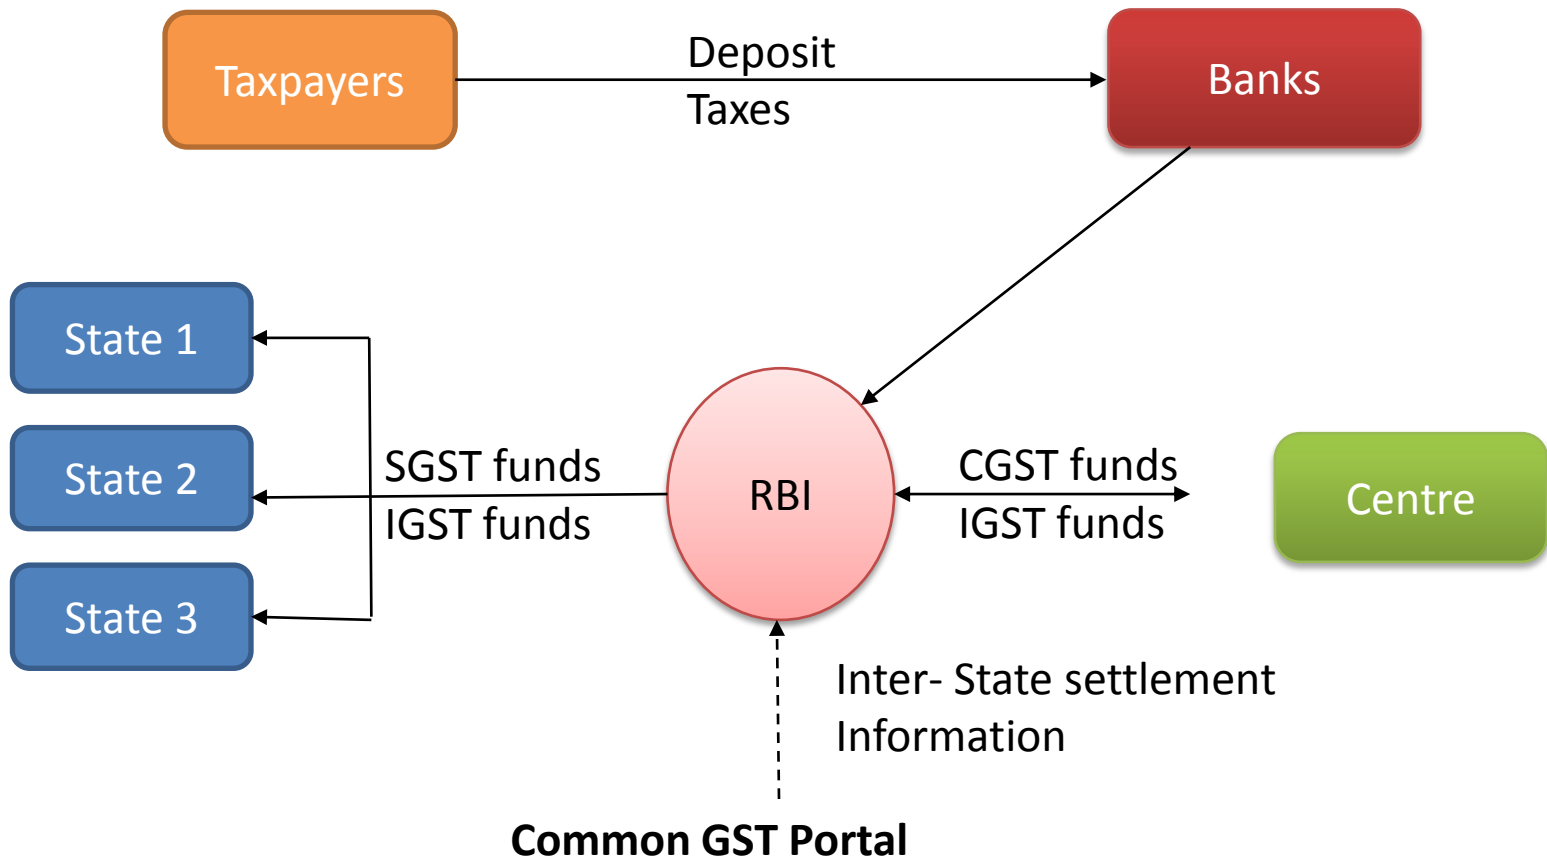 Taxpayers
Deposit
Taxes
Banks
State 1
State 2
State 3
SGST funds
IGST funds
RBI
CGST funds
IGST funds
Centre
Inter- State settlement
Information
Common GST Portal